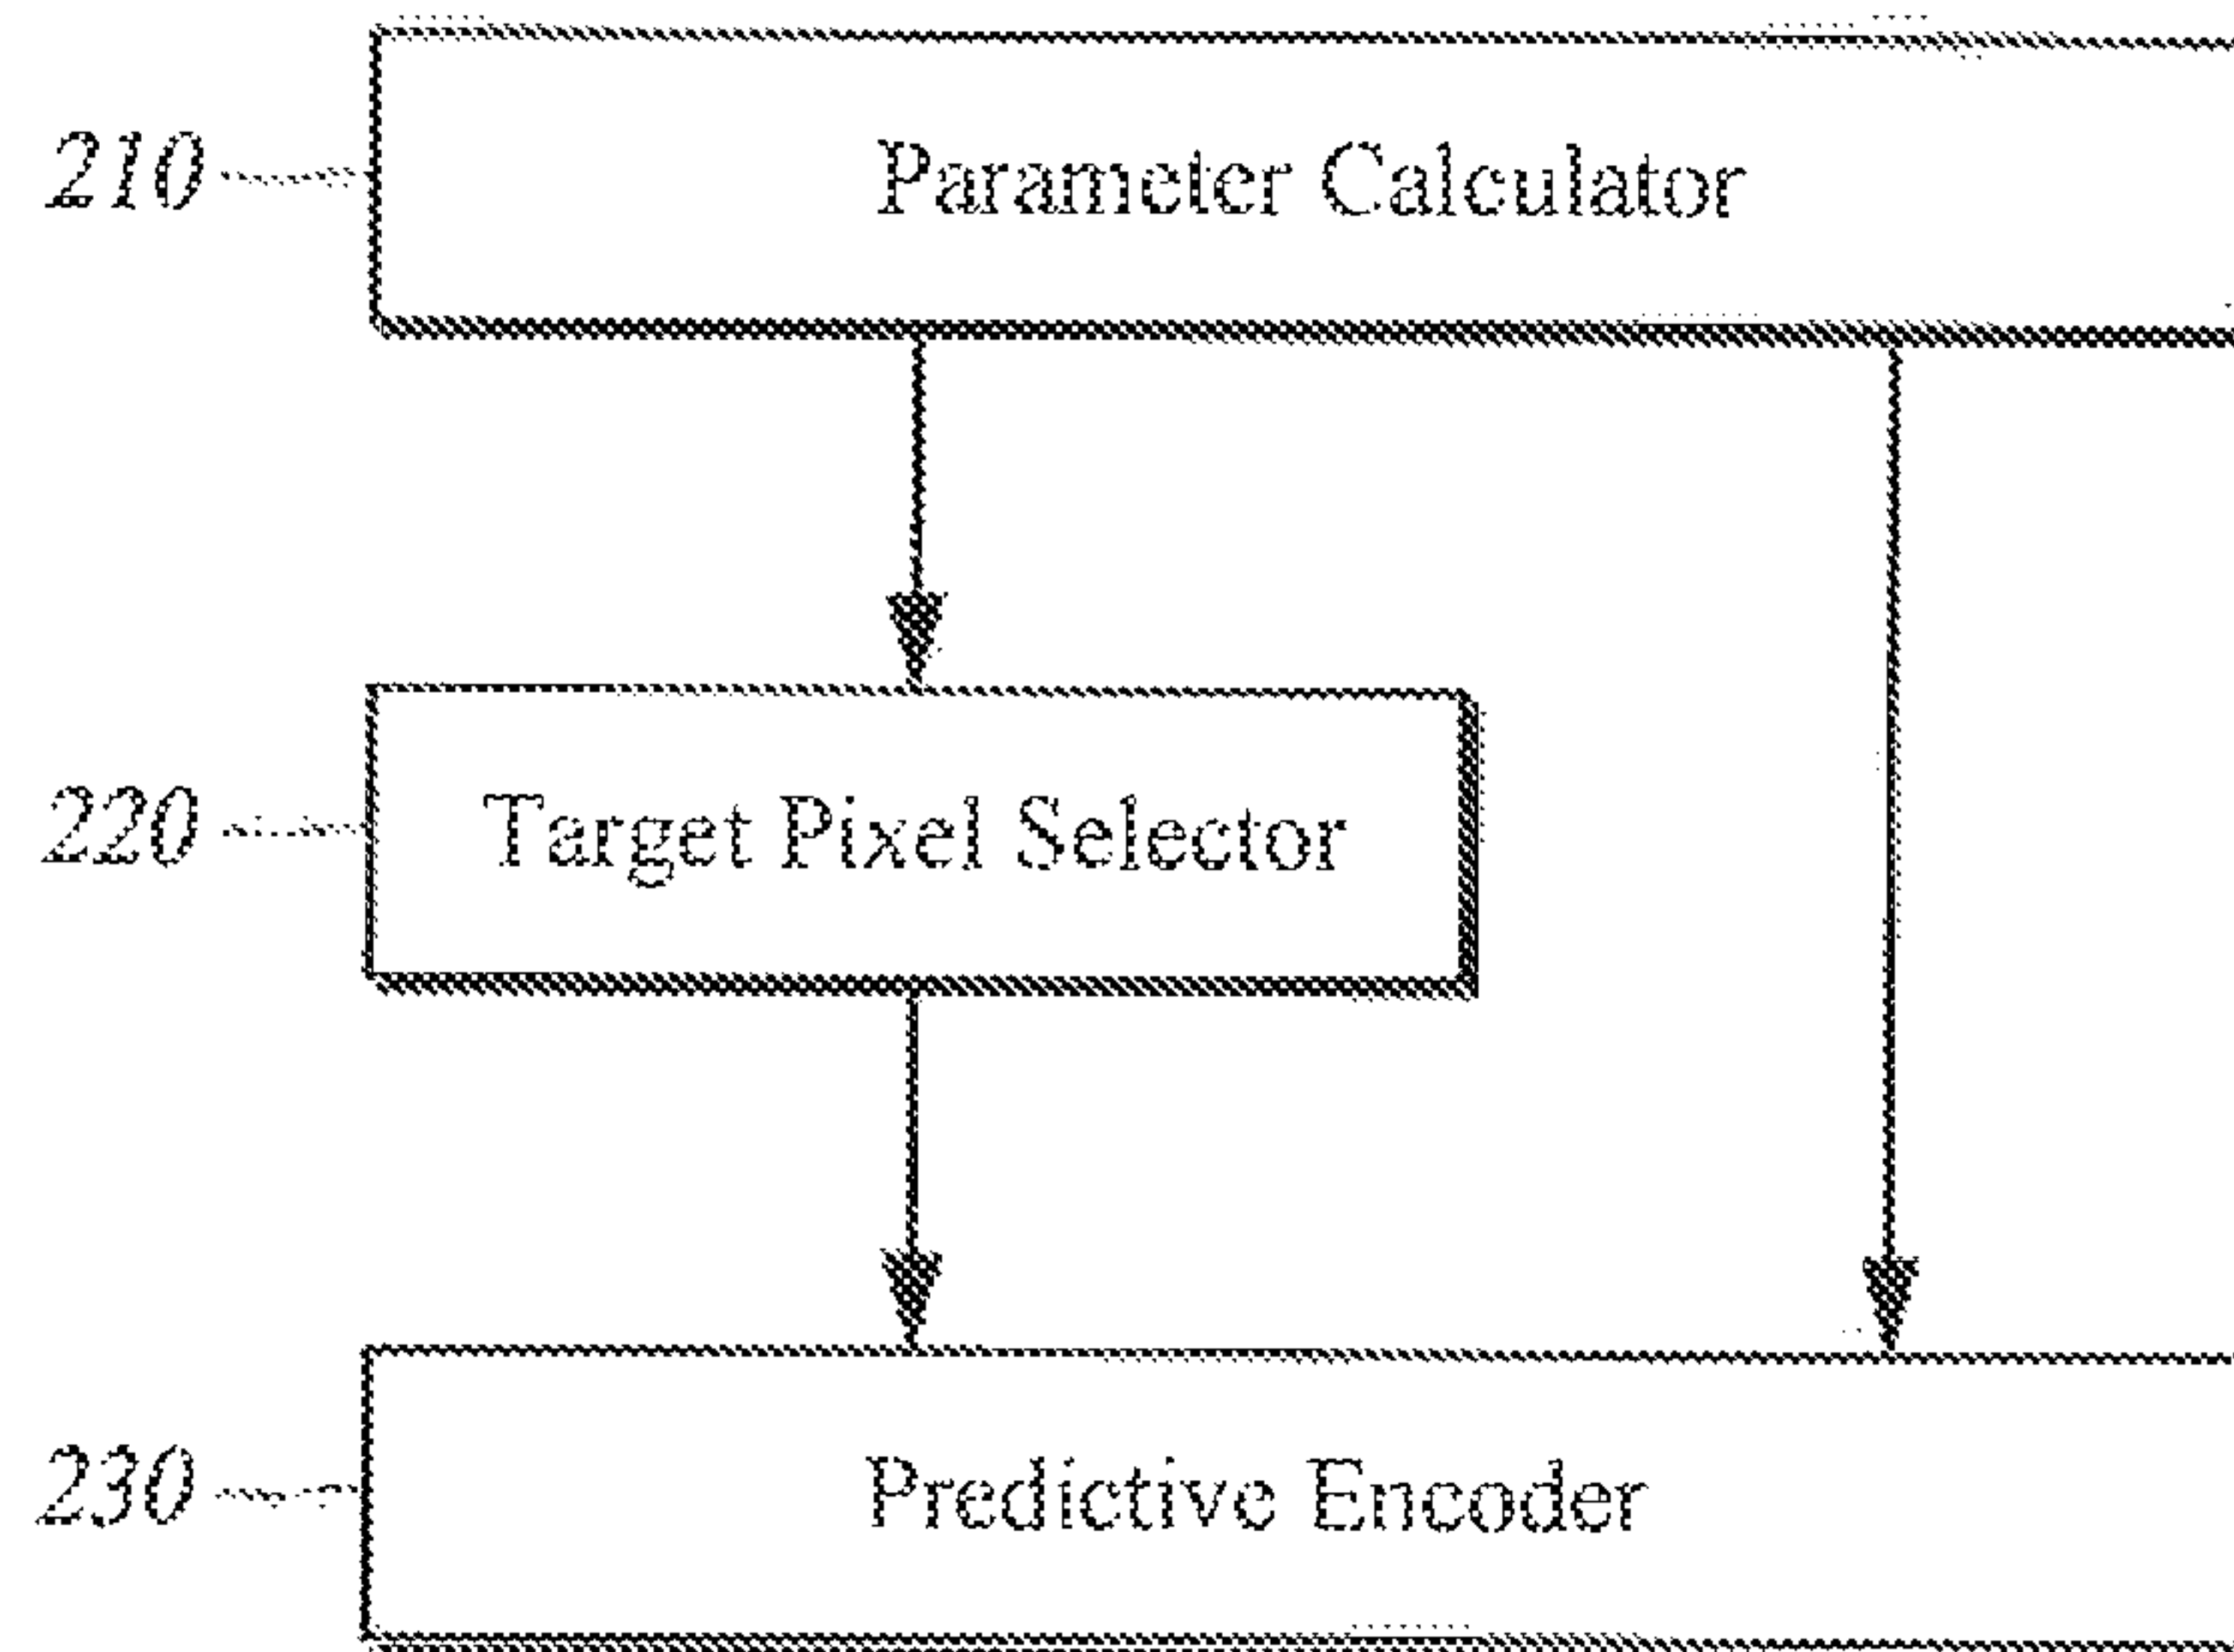 210 Parameter Calculator
220 Target Pixel Selector
230 Predictive Encoder